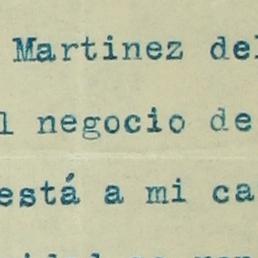 Martinez del
l negocio de
está a mi ca